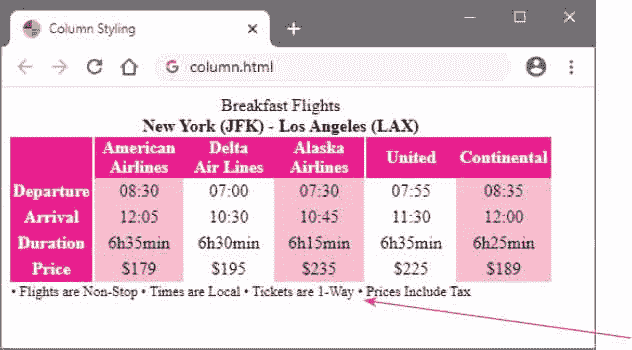 Column Styling
column.html
Breakfast Flights
New York (JFK) - Los Angeles (LAX)
American Airlines Delta Air Lines Alaska Airlines United Continental
Departure 08:30 07:00 07:30 07:55 08:35
Arrival 12:05 10:30 10:45 11:30 12:00
Duration 6h35min 6h30min 6h15min 6h35min 6h25min
Price $179 $195 $235 $225 $189
• Flights are Non-Stop • Times are Local • Tickets are 1-Way • Prices Include Tax